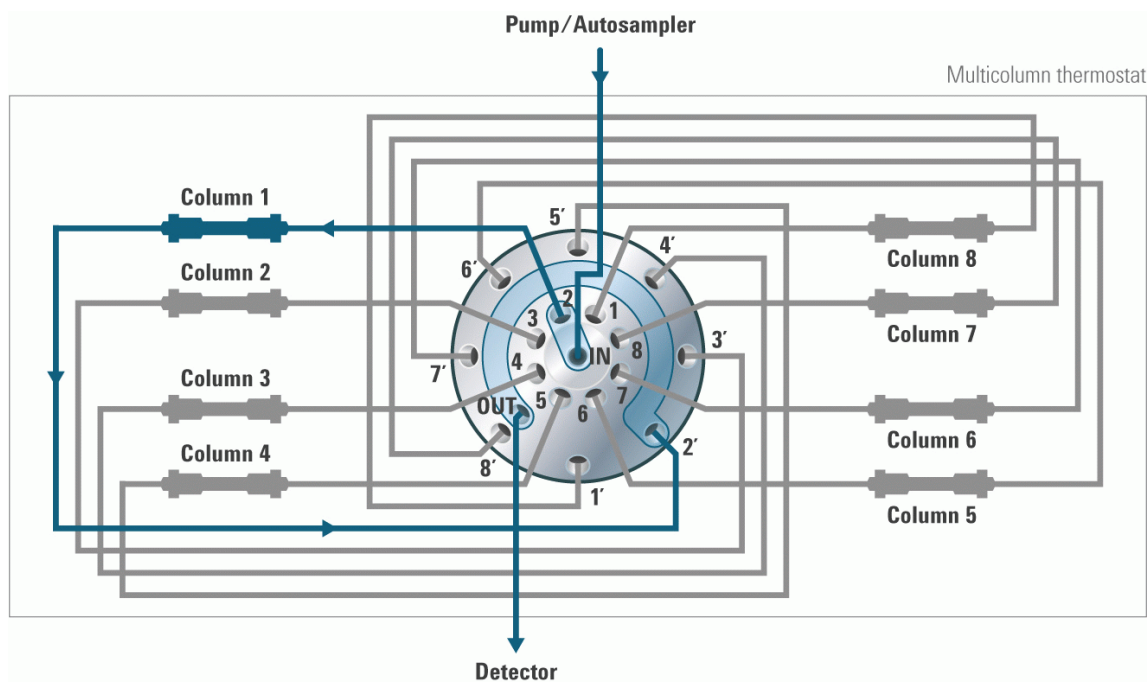 Pump/Autosampler
Multicolumn thermostat
Column 1
Column 2
Column 3
Column 4
Column 8
Column 7
Column 6
Column 5
5′
6′
4′
2
1
3
8
IN
4
7′
3′
5
6
7
OUT
8′
2′
1′
Detector